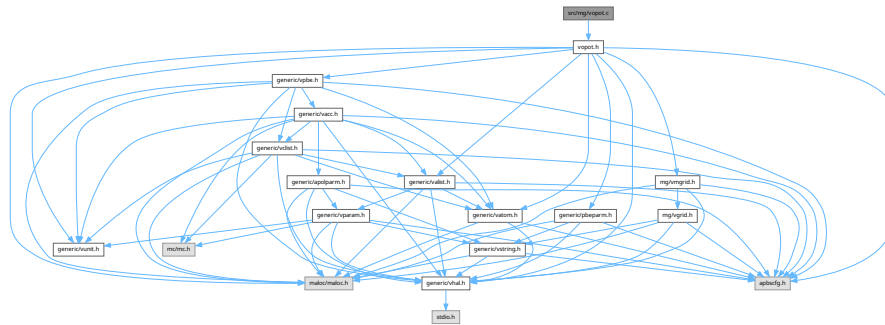 src/mg/vopot.c
vopot.h
generic/vpbe.h
generic/vacc.h
generic/vclist.h
generic/apolparm.h
generic/valist.h
mg/vmgrid.h
generic/vparam.h
generic/vatom.h
generic/pbeparm.h
mg/vgrid.h
generic/vunit.h
mc/mc.h
generic/vstring.h
maloc/maloc.h
generic/vhal.h
apbscfg.h
stdio.h